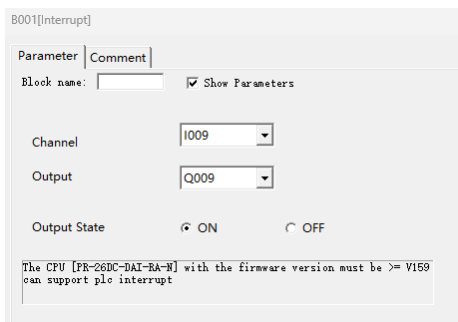 B001[Interrupt]
Parameter Comment
Block name: Show Parameters
Channel I009
Output Q009
Output State ON OFF
The CPU [PR-26DC-DAI-RA-N] with the firmware version must be >= V159
can support plc interrupt